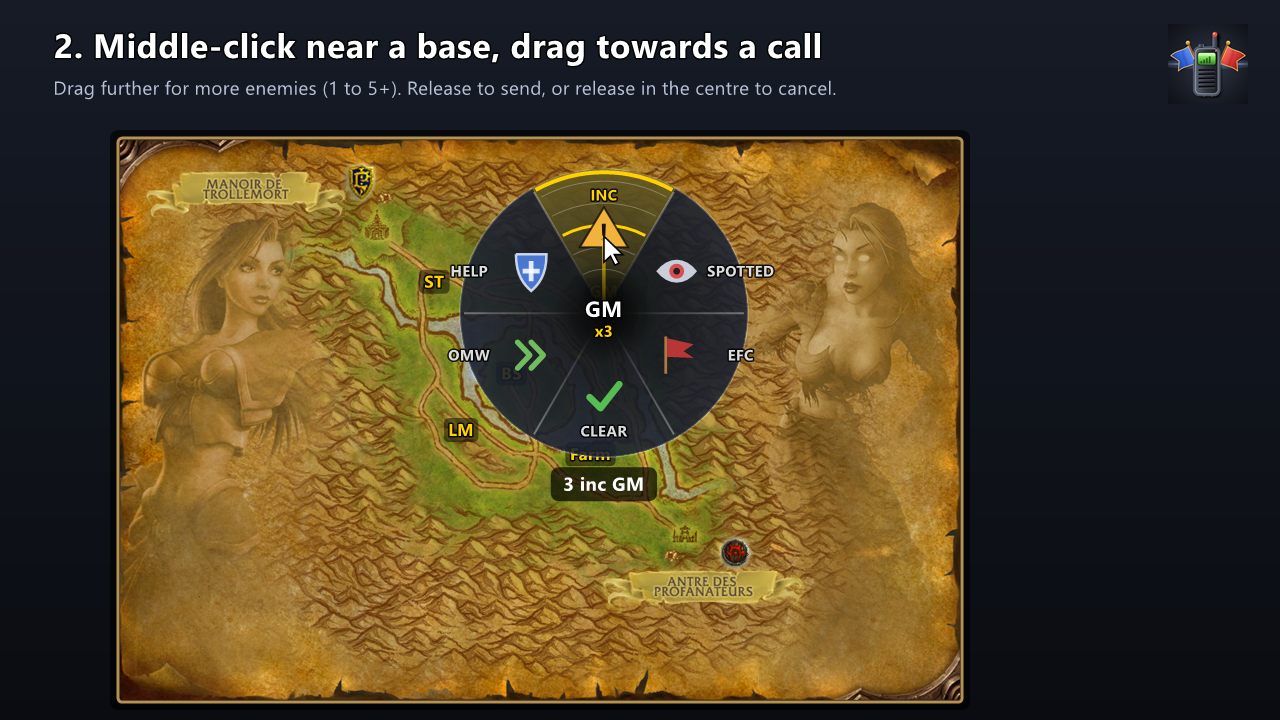 2. Middle-click near a base, drag towards a call
Drag further for more enemies (1 to 5+). Release to send, or release in the centre to cancel.
MANOIR DE
TROLLEMORT
INC
ST
HELP
SPOTTED
GM
x3
OMW
EFC
BS
LM
CLEAR
Farm
3 inc GM
ANTRE DES
PROFANATEURS